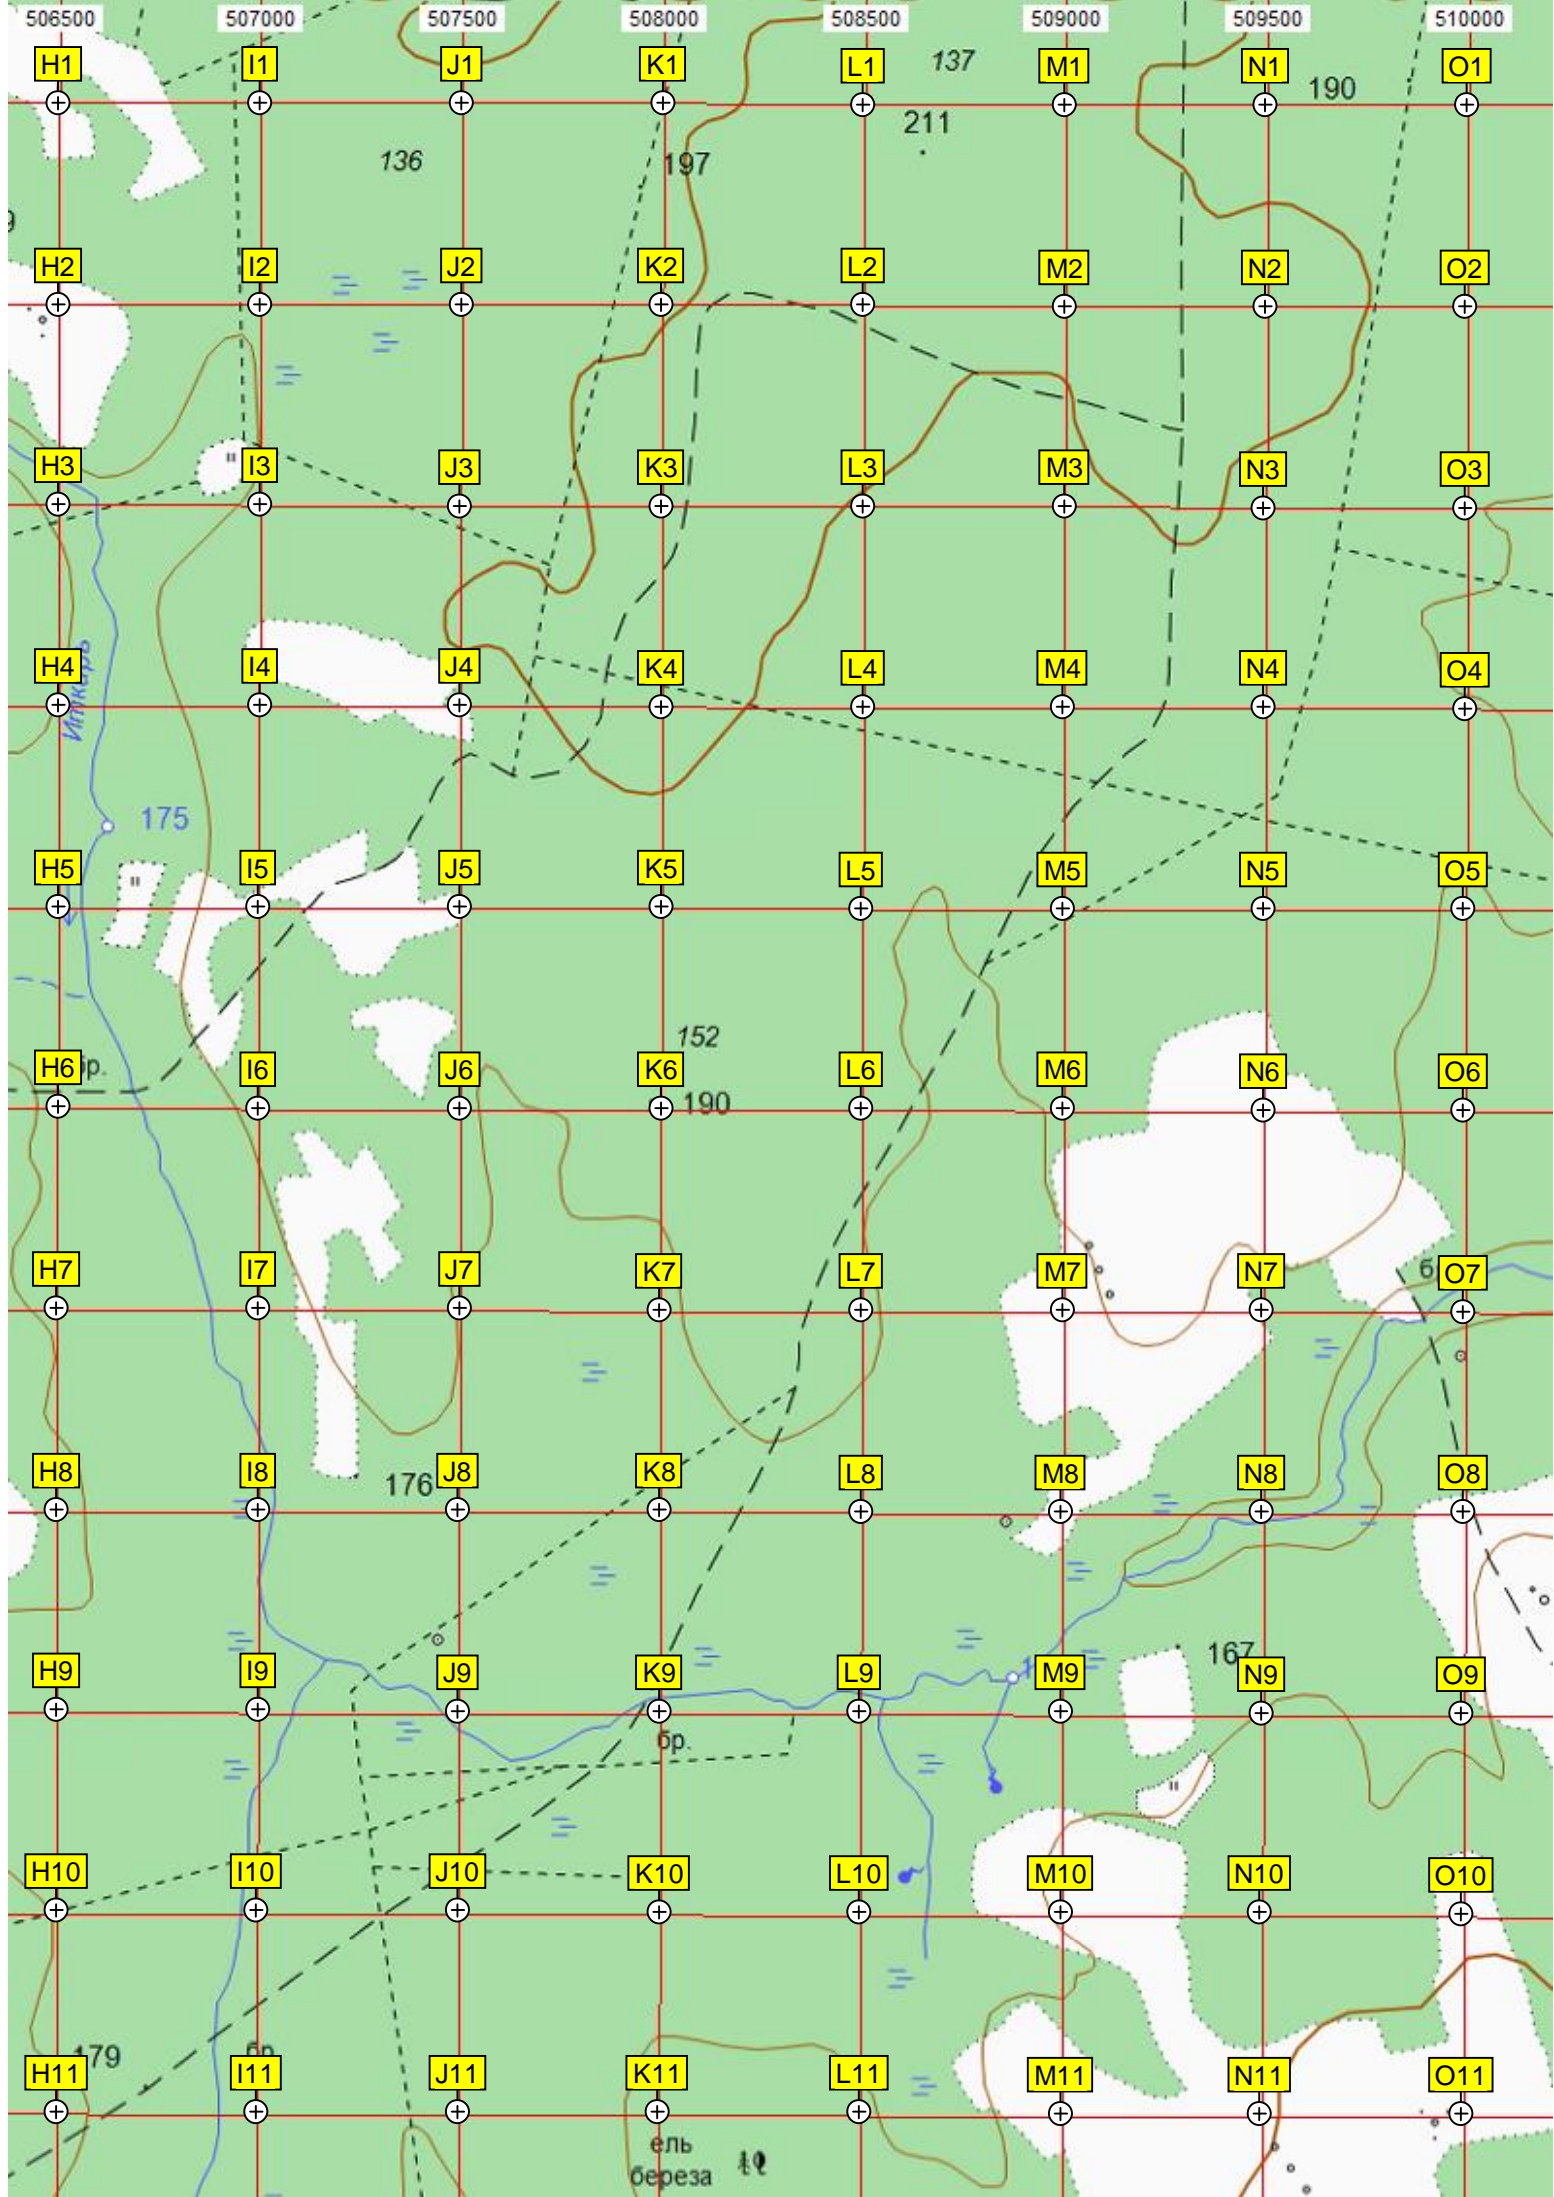 506500 507000 507500 508000 508500 509000 509500 510000
H1 I1 J1 K1 L1 137 M1 N1 190 O1
211
136 197
9
H2 I2 J2 K2 L2 M2 N2 O2
H3 I3 J3 K3 L3 M3 N3 O3
Иткарь
H4 I4 J4 K4 L4 M4 N4 O4
175
H5 I5 J5 K5 L5 M5 N5 O5
152
H6 бр. I6 J6 K6 L6 M6 N6 O6
190
H7 I7 J7 K7 L7 M7 N7 O7
H8 I8 176 J8 K8 L8 M8 N8 O8
167
H9 I9 J9 K9 L9 M9 N9 O9
бр.
H10 I10 J10 K10 L10 M10 N10 O10
179 бр
H11 I11 J11 K11 L11 M11 N11 O11
ель
береза